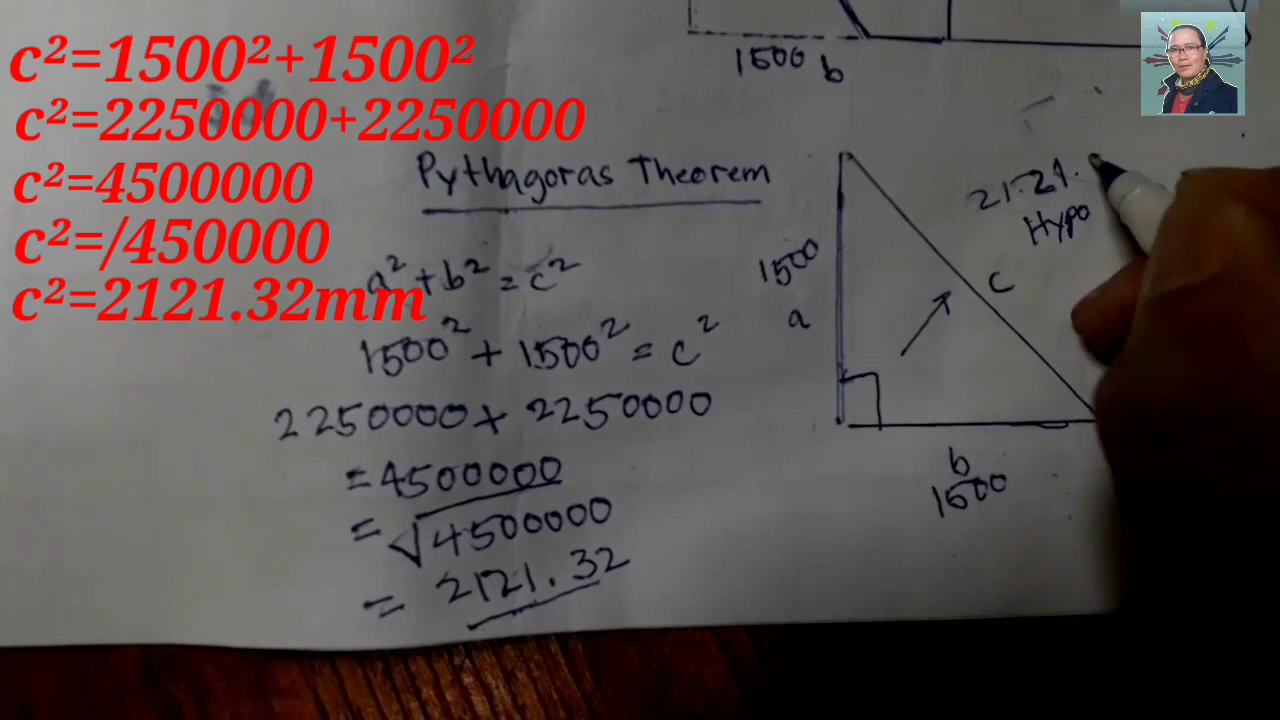 c²=1500²+1500²
c²=2250000+2250000
c²=4500000
c²=/450000
c²=2121.32mm
1500 b
Pythagoras Theorem
a² + b² = c²
1500² + 1500² = c²
2250000 + 2250000
= 4500000
= √4500000
= 2121.32
2121.
Hypo
1500
a
c
b
1500